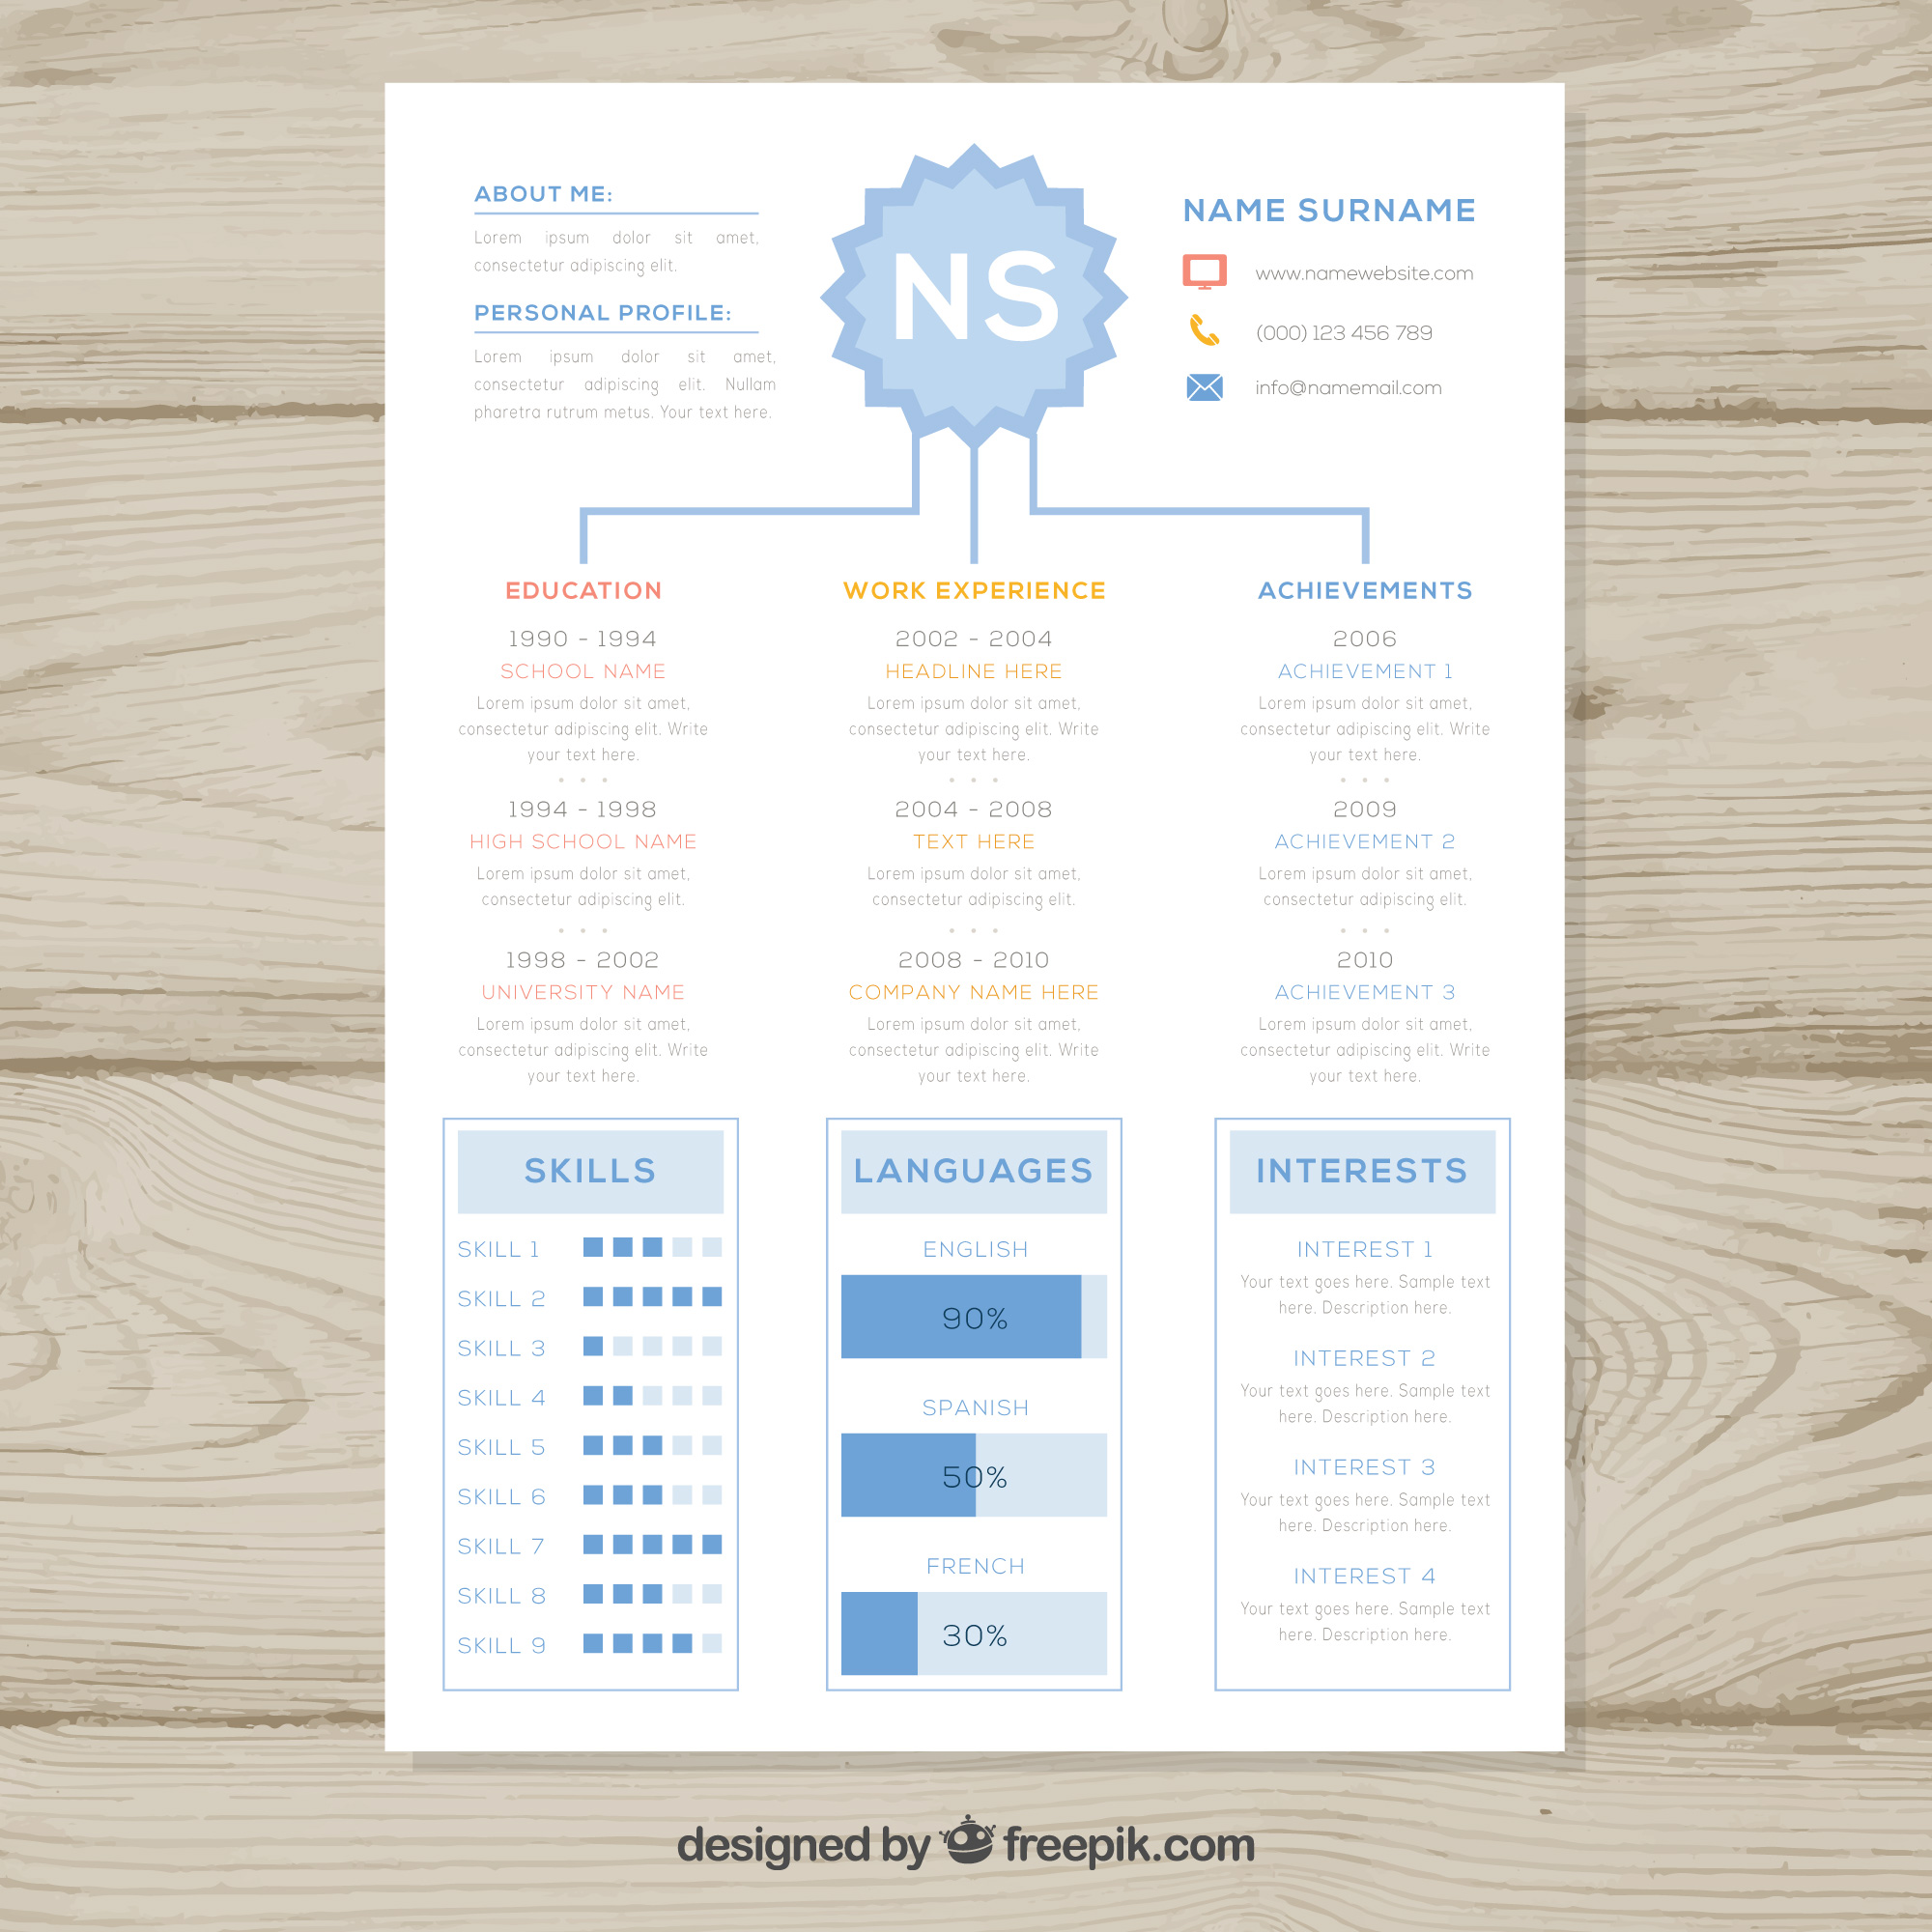 ABOUT ME:
Lorem ipsum dolor sit amet,
consectetur adipiscing elit.
PERSONAL PROFILE:
Lorem ipsum dolor sit amet,
consectetur adipiscing elit. Nullam
pharetra rutrum metus. Your text here.
NS
NAME SURNAME
www.namewebsite.com
(000) 123 456 789
info@namemail.com
EDUCATION
1990 - 1994
SCHOOL NAME
Lorem ipsum dolor sit amet,
consectetur adipiscing elit. Write
your text here.
1994 - 1998
HIGH SCHOOL NAME
Lorem ipsum dolor sit amet,
consectetur adipiscing elit.
1998 - 2002
UNIVERSITY NAME
Lorem ipsum dolor sit amet,
consectetur adipiscing elit. Write
your text here.
WORK EXPERIENCE
2002 - 2004
HEADLINE HERE
Lorem ipsum dolor sit amet,
consectetur adipiscing elit. Write
your text here.
2004 - 2008
TEXT HERE
Lorem ipsum dolor sit amet,
consectetur adipiscing elit.
2008 - 2010
COMPANY NAME HERE
Lorem ipsum dolor sit amet,
consectetur adipiscing elit. Write
your text here.
ACHIEVEMENTS
2006
ACHIEVEMENT 1
Lorem ipsum dolor sit amet,
consectetur adipiscing elit. Write
your text here.
2009
ACHIEVEMENT 2
Lorem ipsum dolor sit amet,
consectetur adipiscing elit.
2010
ACHIEVEMENT 3
Lorem ipsum dolor sit amet,
consectetur adipiscing elit. Write
your text here.
SKILLS
SKILL 1
SKILL 2
SKILL 3
SKILL 4
SKILL 5
SKILL 6
SKILL 7
SKILL 8
SKILL 9
LANGUAGES
ENGLISH
90%
SPANISH
50%
FRENCH
30%
INTERESTS
INTEREST 1
Your text goes here. Sample text
here. Description here.
INTEREST 2
Your text goes here. Sample text
here. Description here.
INTEREST 3
Your text goes here. Sample text
here. Description here.
INTEREST 4
Your text goes here. Sample text
here. Description here.
designed by freepik.com